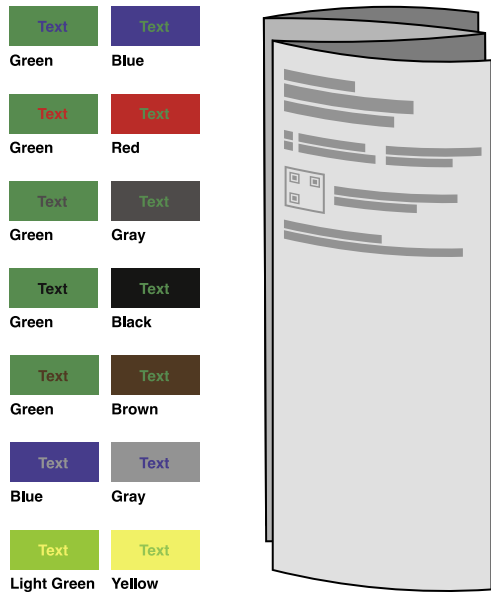 Text Text
Green Blue
Text Text
Green Red
Text Text
Green Gray
Text Text
Green Black
Text Text
Green Brown
Text Text
Blue Gray
Text Text
Light Green Yellow